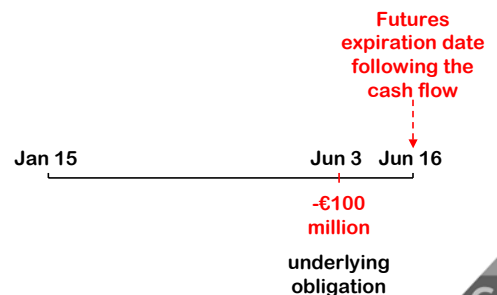 Futures
expiration date
following the
cash flow
Jan 15
Jun 3
Jun 16
-€100
million
underlying
obligation